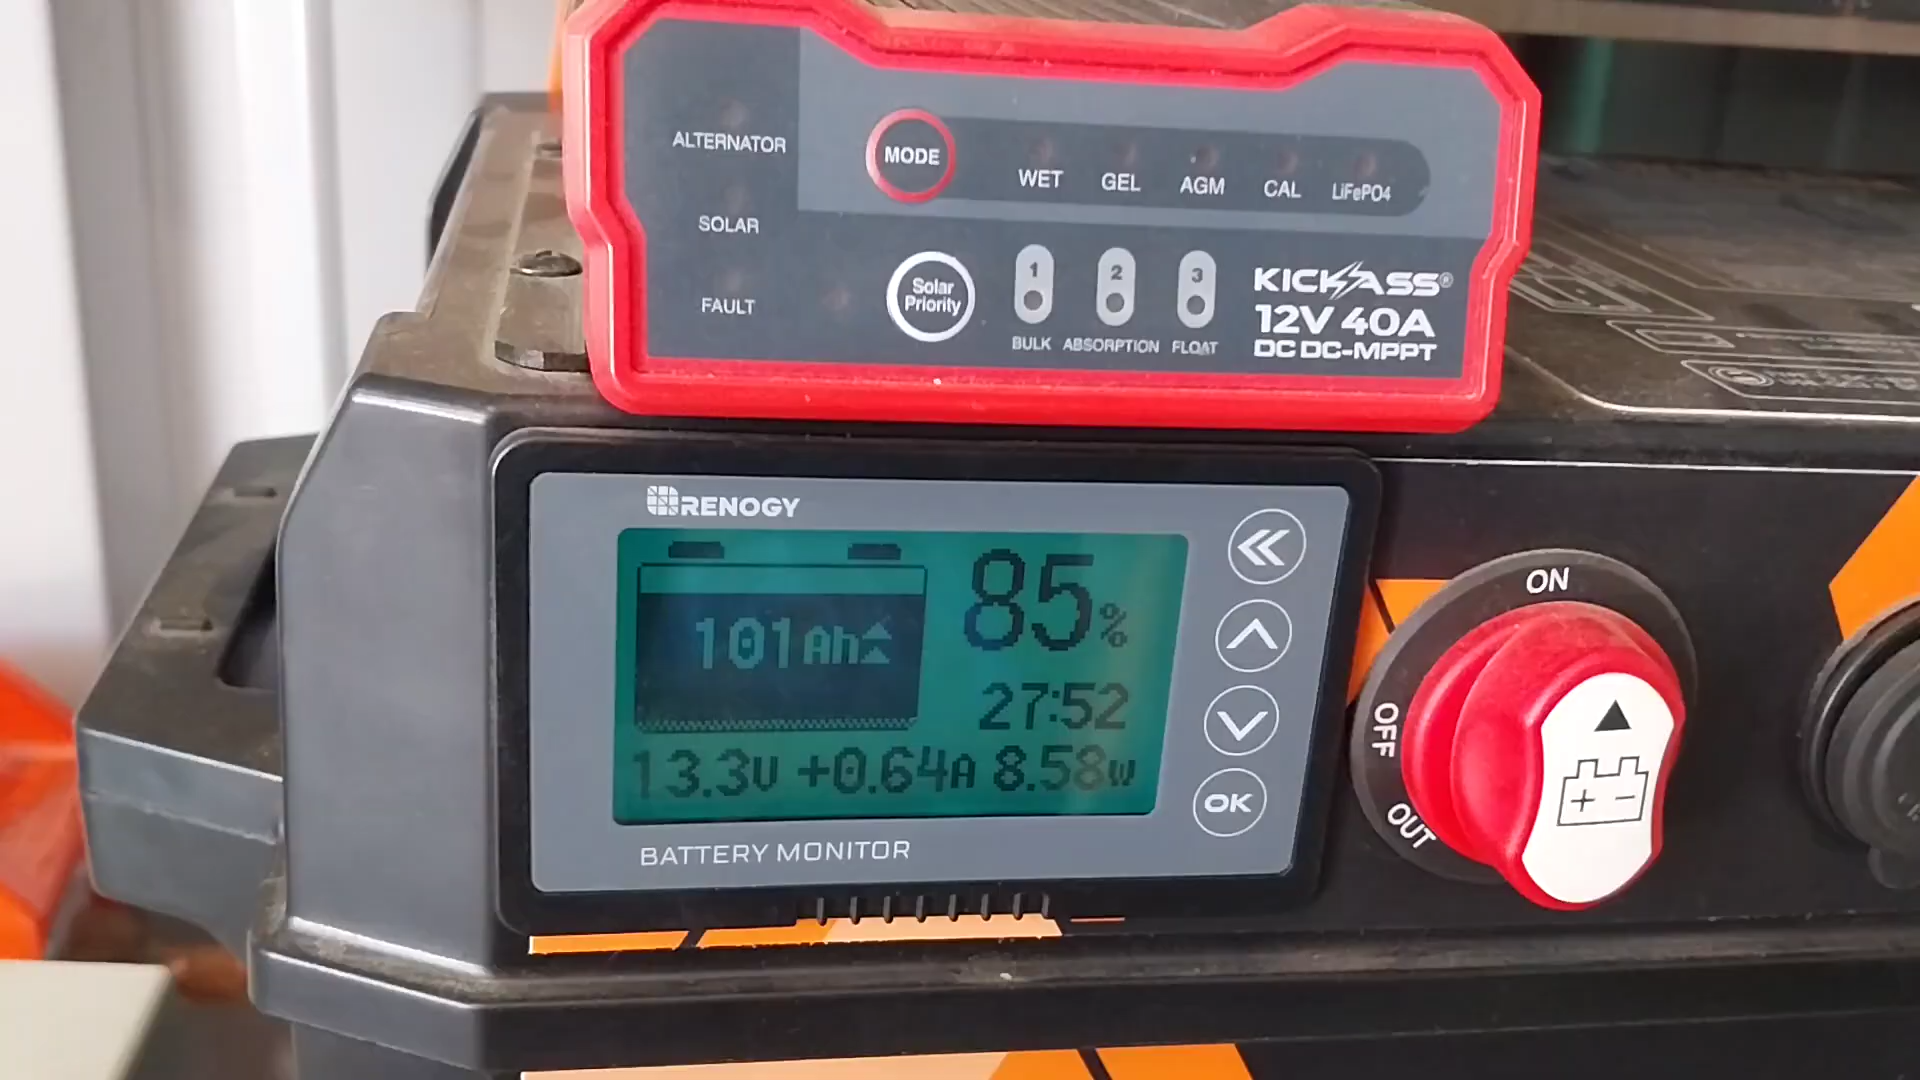 ALTERNATOR
MODE
WET GEL AGM CAL LiFePO4
SOLAR
FAULT
Solar
Priority
1 2 3
BULK ABSORPTION FLOAT
KICKASS®
12V 40A
DC DC-MPPT
RENOGY
101Ah
85%
27:52
13.3V +0.64A 8.58W
OK
BATTERY MONITOR
ON
OFF
OUT
+ -